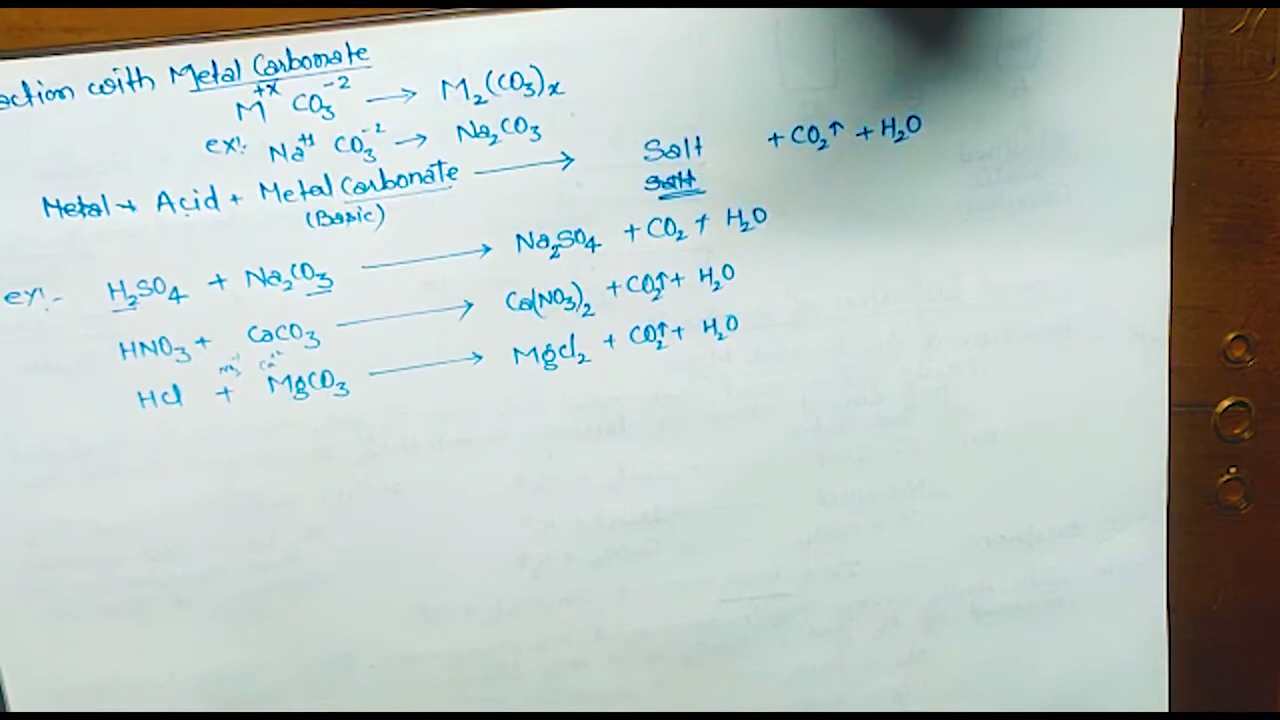 action with Metal Carbonate
M⁺ˣ CO₃⁻² → M₂(CO₃)ₓ
ex:- Na⁺¹ CO₃⁻² → Na₂CO₃
Metal + Acid + Metal Carbonate → Salt + CO₂↑ + H₂O
(Basic) Salt
ex:- H₂SO₄ + Na₂CO₃ → Na₂SO₄ + CO₂ ↑ + H₂O
HNO₃ + CaCO₃ → Ca(NO₃)₂ + CO₂↑ + H₂O
HCl + MgCO₃ → MgCl₂ + CO₂↑ + H₂O